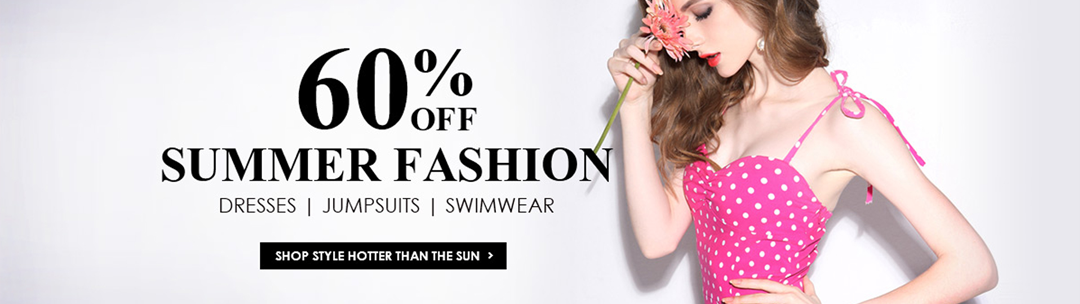 60% OFF
SUMMER FASHION
DRESSES | JUMPSUITS | SWIMWEAR
SHOP STYLE HOTTER THAN THE SUN >